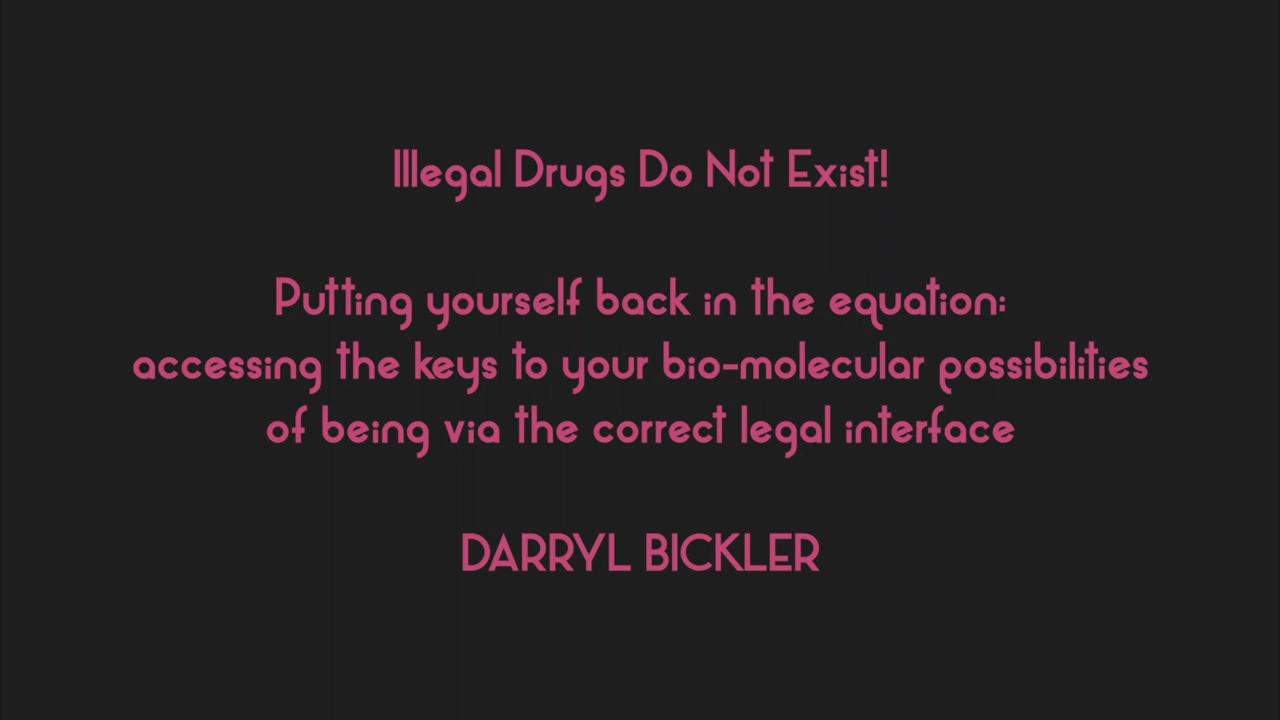 Illegal Drugs Do Not Exist!
Putting yourself back in the equation:
accessing the keys to your bio-molecular possibilities
of being via the correct legal interface
DARRYL BICKLER